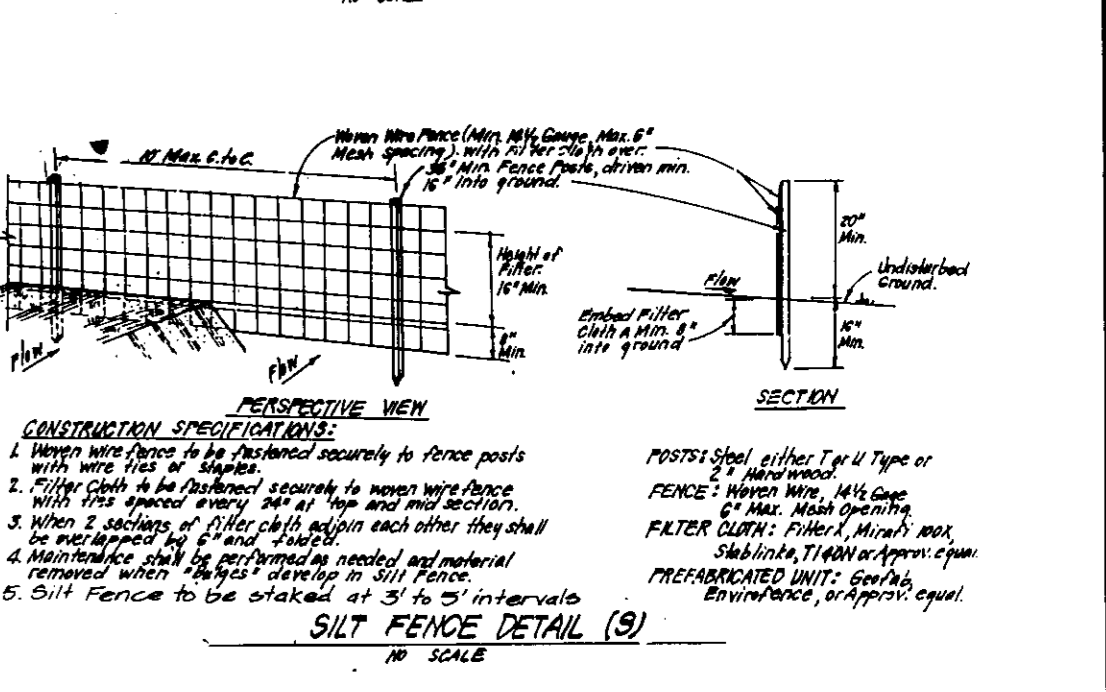 NO SCALE
Woven Wire Fence (Min. 14½ Gauge, Max. 6"
Mesh Spacing) with Filter Cloth over.
36" Min. Fence Posts, driven min.
16" into ground.
10' Max. C. to C.
Height of
Filter.
16" Min.
8"
Min.
Flow
Flow
PERSPECTIVE VIEW
20"
Min.
Undisturbed
Ground.
Flow
Embed Filter
Cloth A Min. 8"
into ground
16"
Min.
SECTION
CONSTRUCTION SPECIFICATIONS:
1. Woven wire fence to be fastened securely to fence posts
with wire ties or staples.
2. Filter Cloth to be fastened securely to woven wire fence
with ties spaced every 24" at top and mid section.
3. When 2 sections of filter cloth adjoin each other they shall
be overlapped by 6" and folded.
4. Maintenance shall be performed as needed and material
removed when "Bulges" develop in Silt Fence.
5. Silt Fence to be staked at 3' to 5' intervals
POSTS: Steel either T or U Type or
2" Hardwood.
FENCE: Woven Wire, 14½ Gage
6" Max. Mesh Opening
FILTER CLOTH: Filter X, Mirafi 100X,
Stablinka, T140N or Approv. equal.
PREFABRICATED UNIT: Geofab,
Envirofence, or Approv. equal.
SILT FENCE DETAIL (S)
NO SCALE